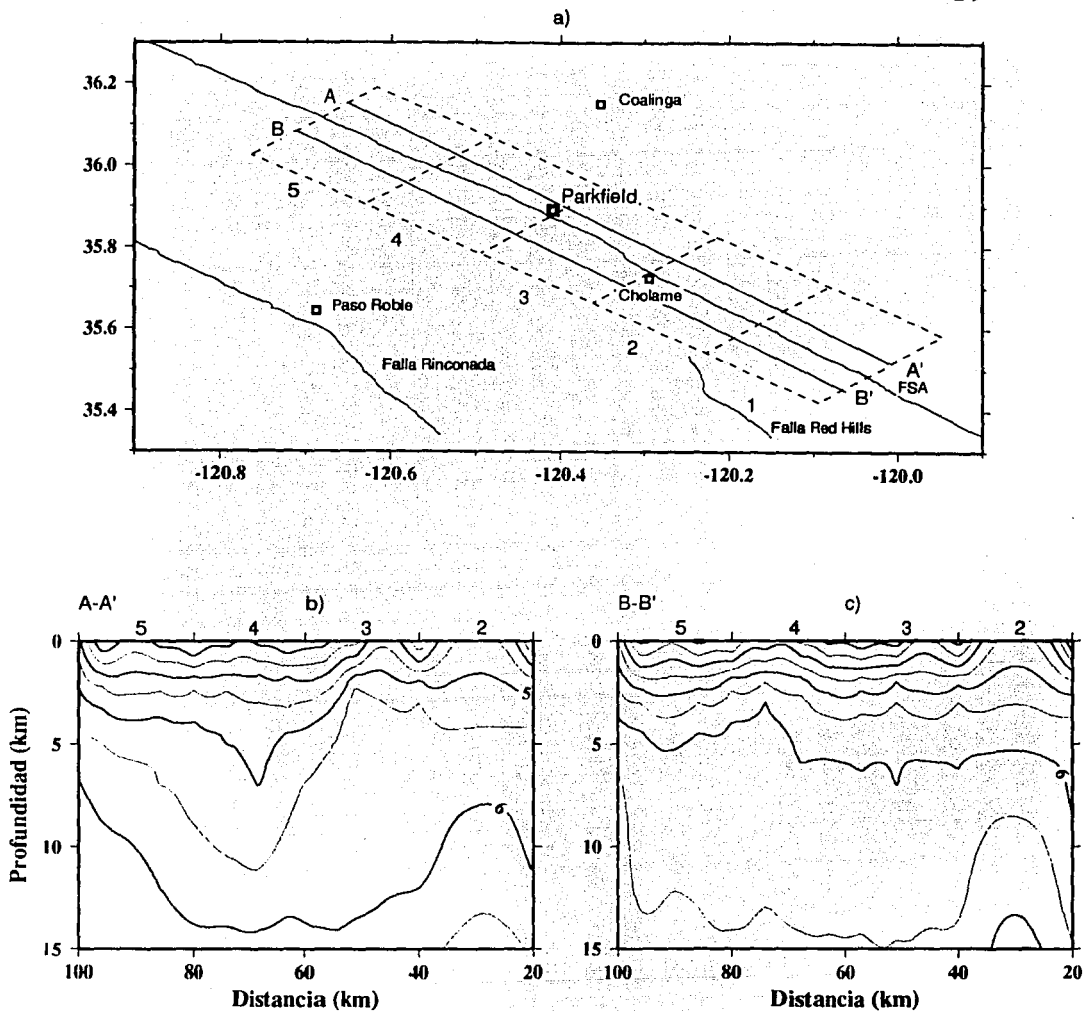 a)
36.2
36.0
35.8
35.6
35.4
-120.8
-120.6
-120.4
-120.2
-120.0
A
B
Coalinga
Parkfield
5
4
3
2
1
Cholame
Paso Roble
Falla Rinconada
A'
FSA
B'
Falla Red Hills
A-A'
b)
5
4
3
2
0
5
10
15
5
6
100
80
60
40
20
Profundidad (km)
Distancia (km)
B-B'
c)
5
4
3
2
0
5
10
15
6
100
80
60
40
20
Distancia (km)